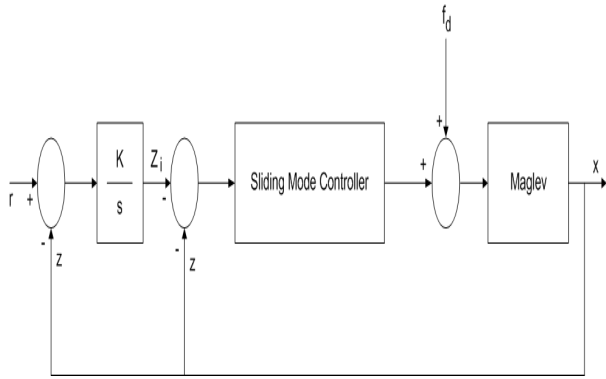 f_d
+
K
s
Z_i
Sliding Mode Controller
+
Maglev
x
r
+
-
-
-
z
-
z